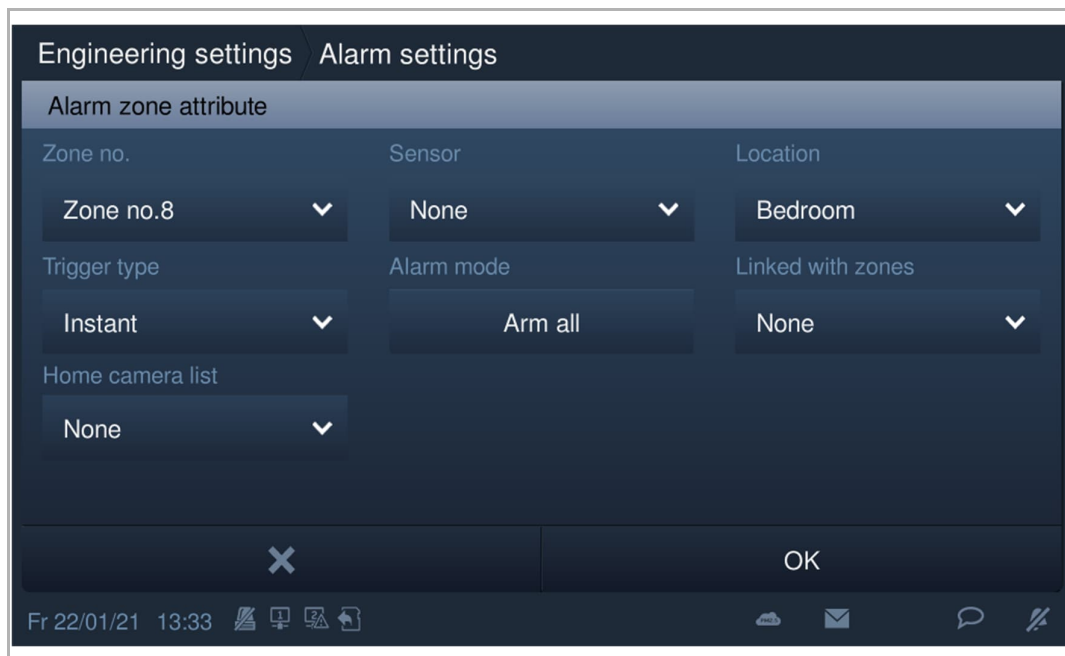 Engineering settings Alarm settings
Alarm zone attribute
Zone no. Sensor Location
Zone no.8 None Bedroom
Trigger type Alarm mode Linked with zones
Instant Arm all None
Home camera list
None
OK
Fr 22/01/21 13:33 1 2